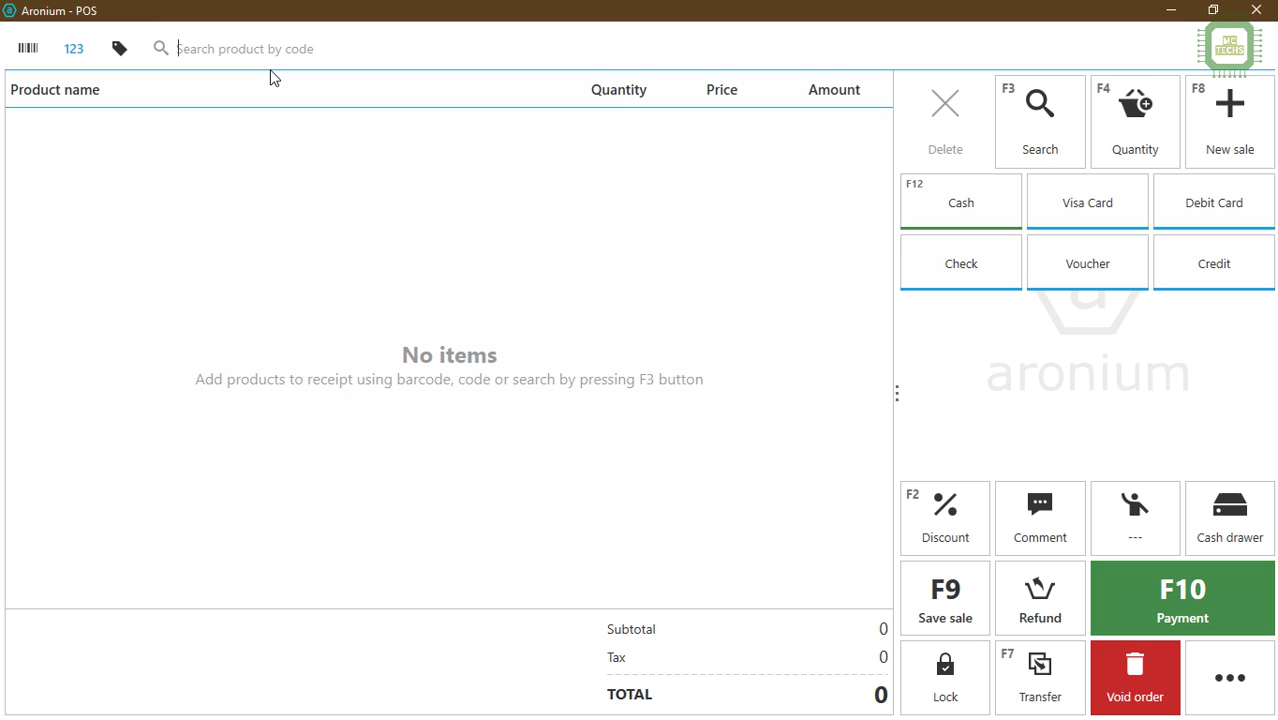 Aronium - POS
123
Search product by code
MC
TECHS
Product name Quantity Price Amount
F3 Search
F4 Quantity
F8 New sale
Delete
F12 Cash
Visa Card
Debit Card
Check
Voucher
Credit
a
aronium
No items
Add products to receipt using barcode, code or search by pressing F3 button
F2 Discount
Comment
---
Cash drawer
F9
Save sale
Refund
F10
Payment
Subtotal 0
Tax 0
TOTAL 0
Lock
F7 Transfer
Void order